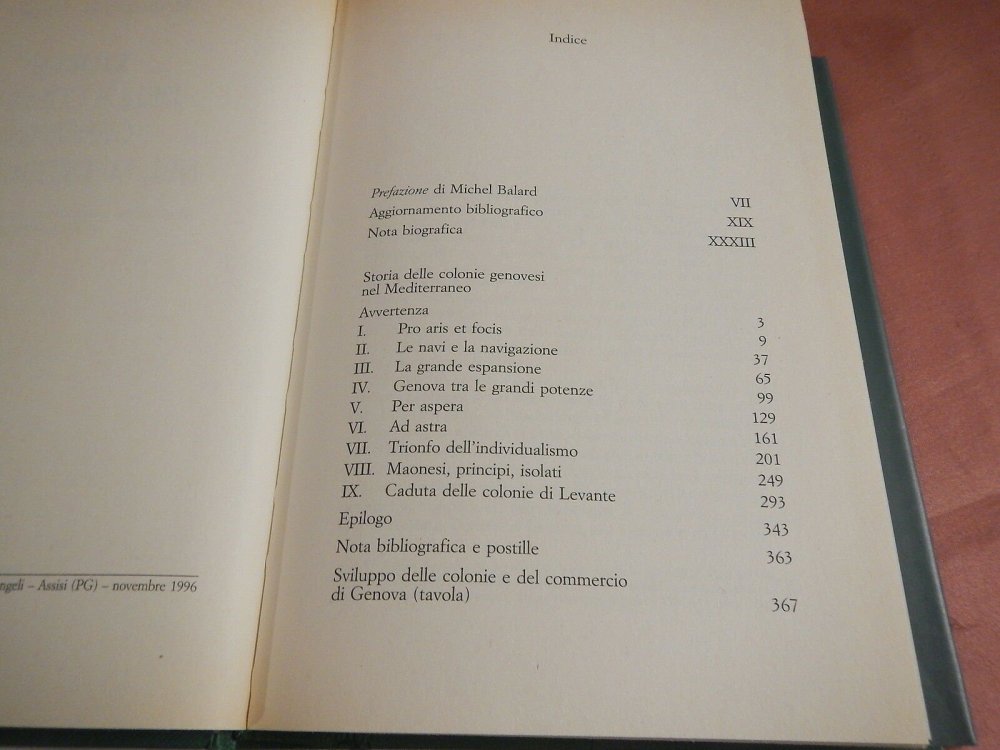 ngeli – Assisi (PG) – novembre 1996
Indice
Prefazione di Michel Balard VII
Aggiornamento bibliografico XIX
Nota biografica XXXIII
Storia delle colonie genovesi
nel Mediterraneo
Avvertenza 3
I. Pro aris et focis 9
II. Le navi e la navigazione 37
III. La grande espansione 65
IV. Genova tra le grandi potenze 99
V. Per aspera 129
VI. Ad astra 161
VII. Trionfo dell'individualismo 201
VIII. Maonesi, principi, isolati 249
IX. Caduta delle colonie di Levante 293
Epilogo 343
Nota bibliografica e postille 363
Sviluppo delle colonie e del commercio
di Genova (tavola) 367